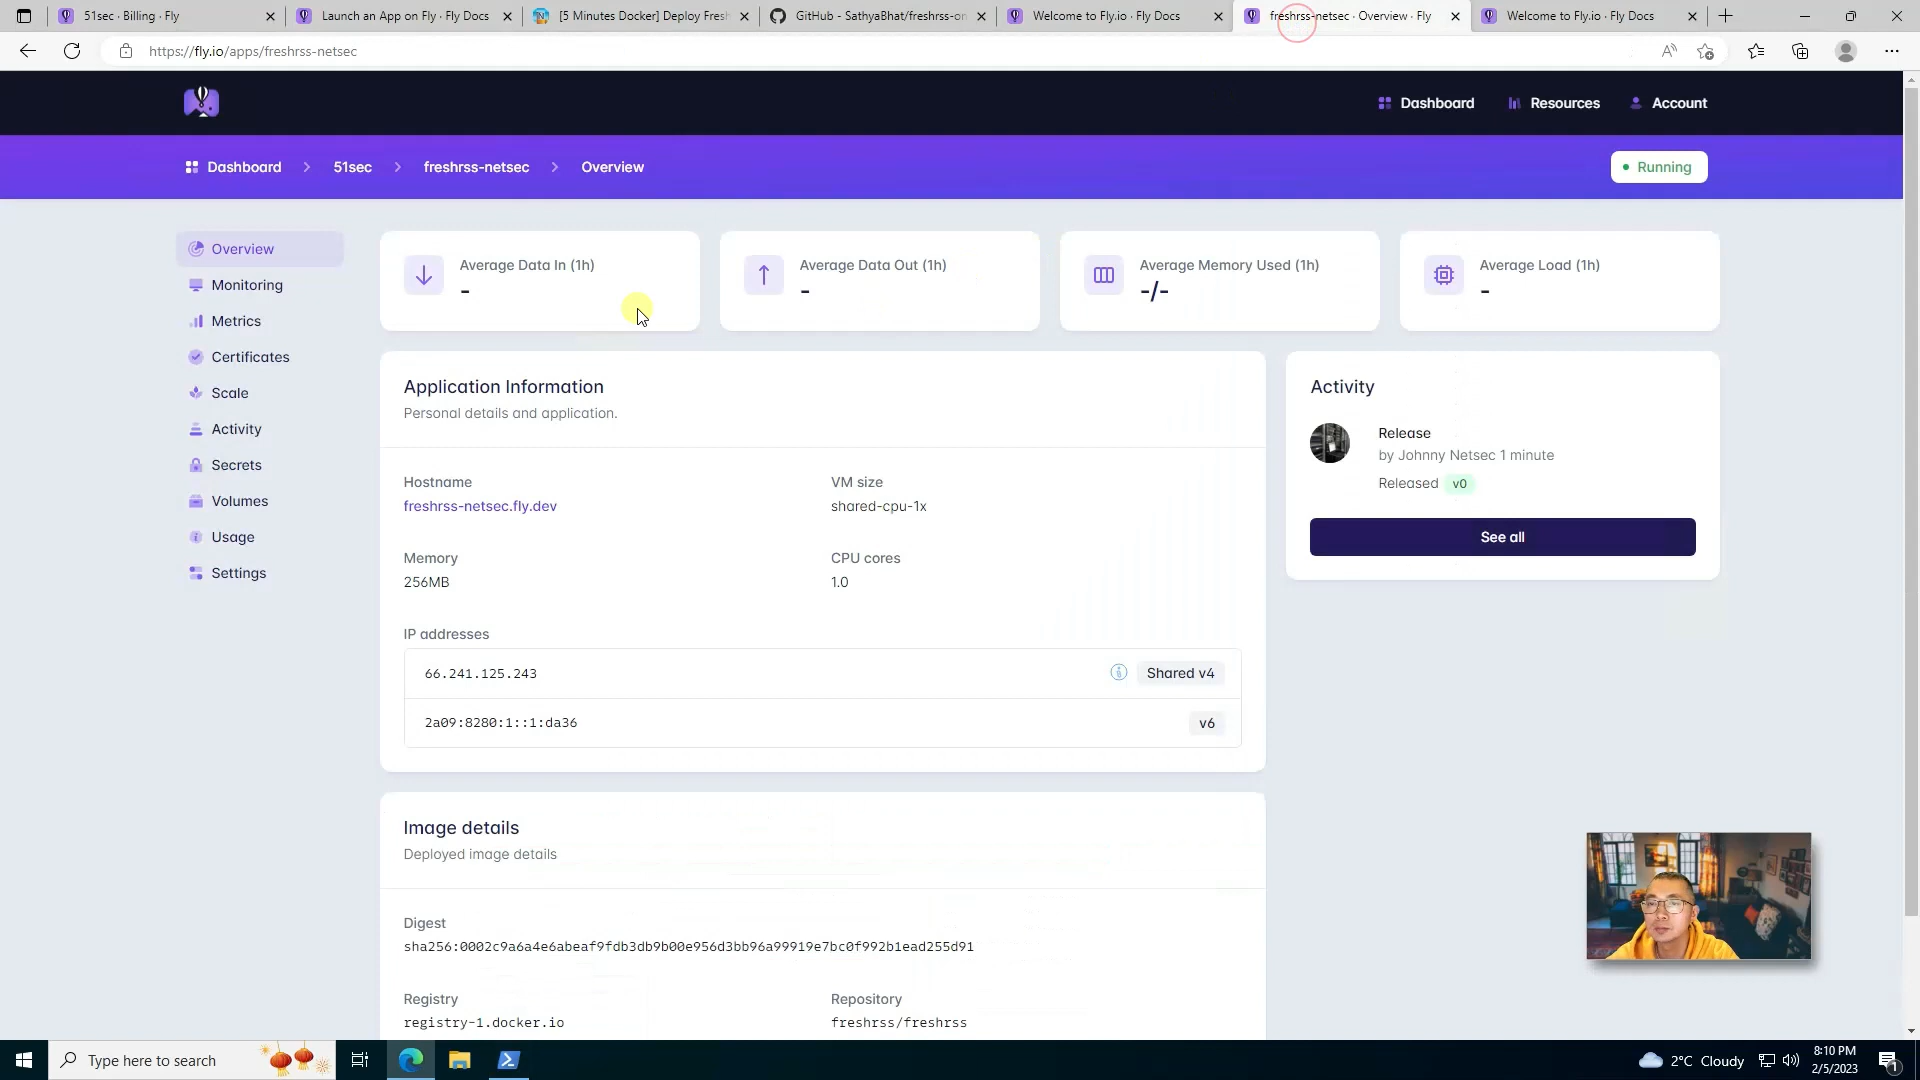 51sec · Billing · Fly
Launch an App on Fly · Fly Docs
[5 Minutes Docker] Deploy Fresh
GitHub - SathyaBhat/freshrss-on
Welcome to Fly.io · Fly Docs
freshrss-netsec · Overview · Fly
Welcome to Fly.io · Fly Docs
https://fly.io/apps/freshrss-netsec
Dashboard
Resources
Account
Dashboard > 51sec > freshrss-netsec > Overview
Running
Overview
Monitoring
Metrics
Certificates
Scale
Activity
Secrets
Volumes
Usage
Settings
Average Data In (1h)
-
Average Data Out (1h)
-
Average Memory Used (1h)
-/-
Average Load (1h)
-
Application Information
Personal details and application.
Hostname
freshrss-netsec.fly.dev
VM size
shared-cpu-1x
Memory
256MB
CPU cores
1.0
IP addresses
66.241.125.243
Shared v4
2a09:8280:1::1:da36
v6
Activity
Release
by Johnny Netsec 1 minute
Released v0
See all
Image details
Deployed image details
Digest
sha256:0002c9a6a4e6abeaf9fdb3db9b00e956d3bb96a99919e7bc0f992b1ead255d91
Registry
registry-1.docker.io
Repository
freshrss/freshrss
Type here to search
2°C Cloudy
8:10 PM
2/5/2023
1